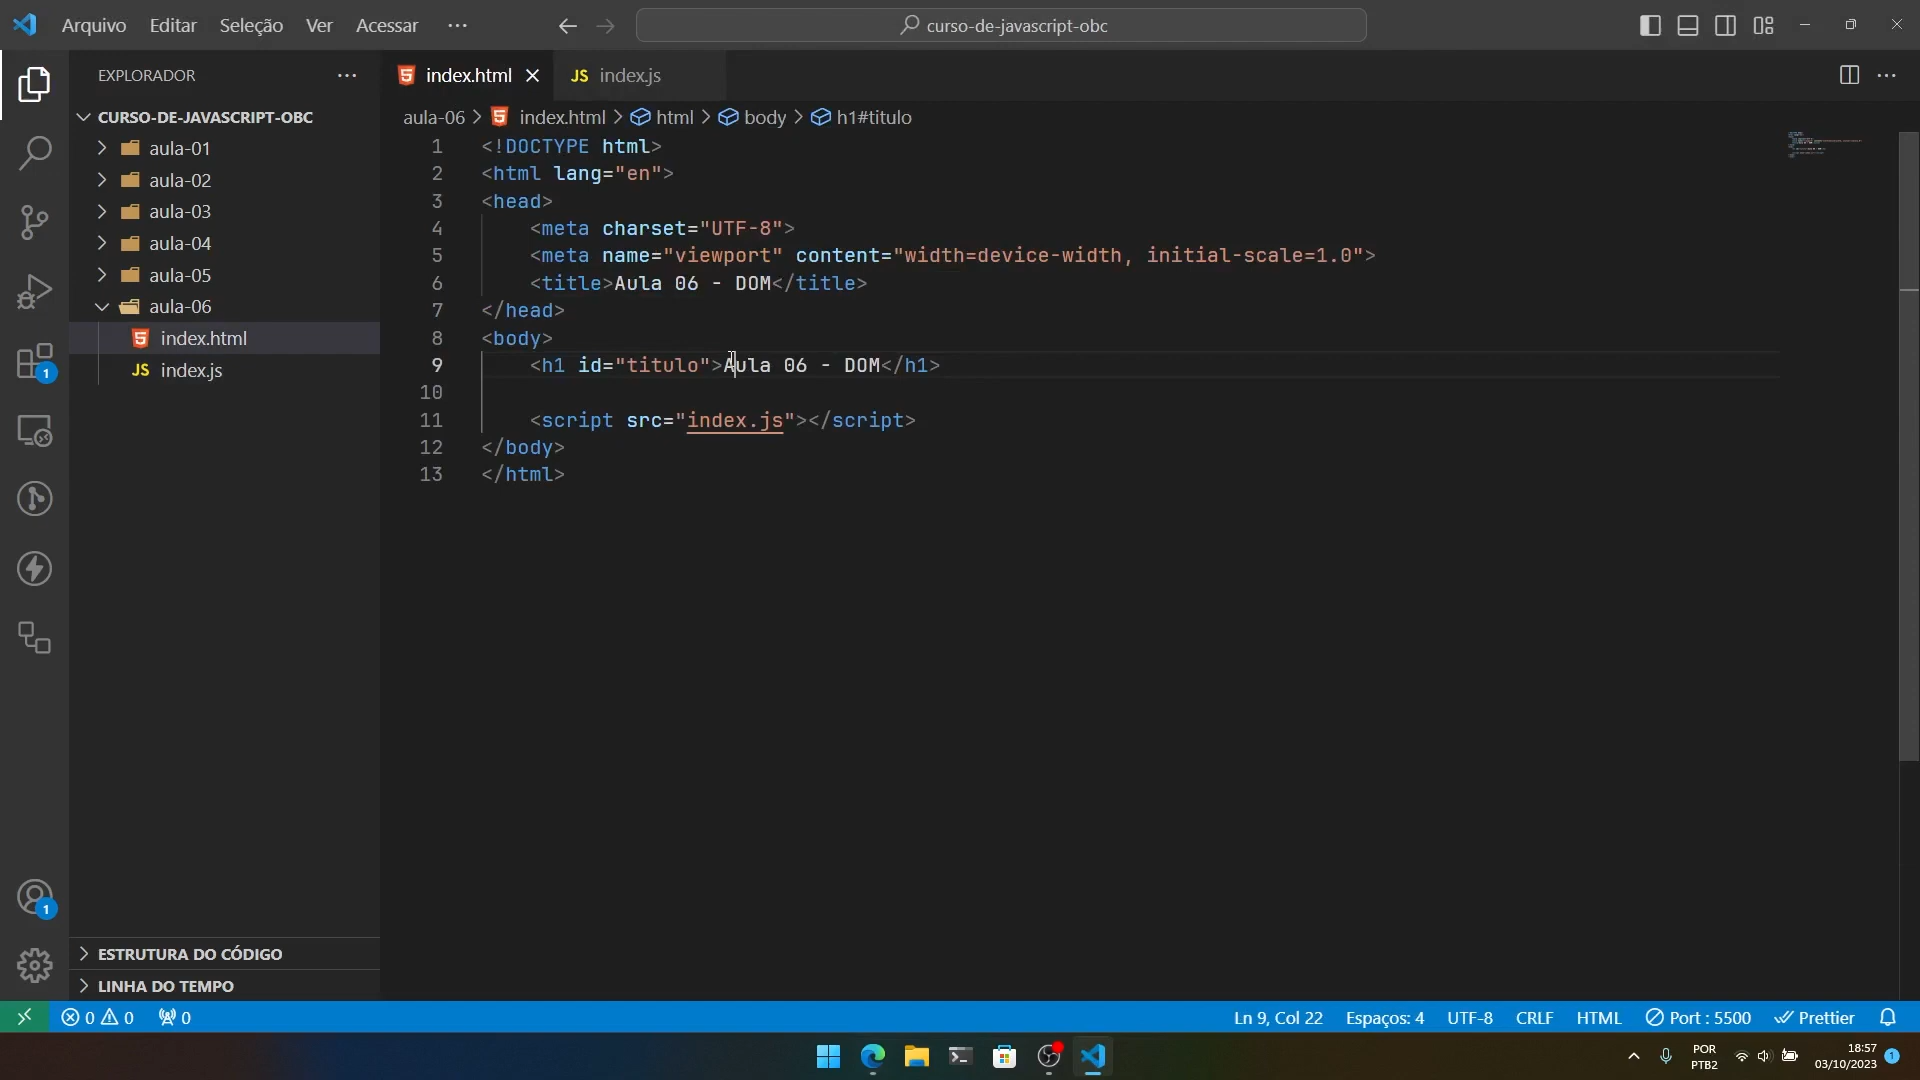 Arquivo Editar Seleção Ver Acessar ··· curso-de-javascript-obc
EXPLORADOR ···
index.html JS index.js ···
CURSO-DE-JAVASCRIPT-OBC
aula-01
aula-02
aula-03
aula-04
aula-05
aula-06
index.html
JS index.js
aula-06 > index.html > html > body > h1#titulo
1 <!DOCTYPE html>
2 <html lang="en">
3 <head>
4 <meta charset="UTF-8">
5 <meta name="viewport" content="width=device-width, initial-scale=1.0">
6 <title>Aula 06 - DOM</title>
7 </head>
8 <body>
9 <h1 id="titulo">Aula 06 - DOM</h1>
10
11 <script src="index.js"></script>
12 </body>
13 </html>
1
1
ESTRUTURA DO CÓDIGO
LINHA DO TEMPO
0 0 0 Ln 9, Col 22 Espaços: 4 UTF-8 CRLF HTML Port : 5500 Prettier
POR
PTB2
18:57
03/10/2023
1